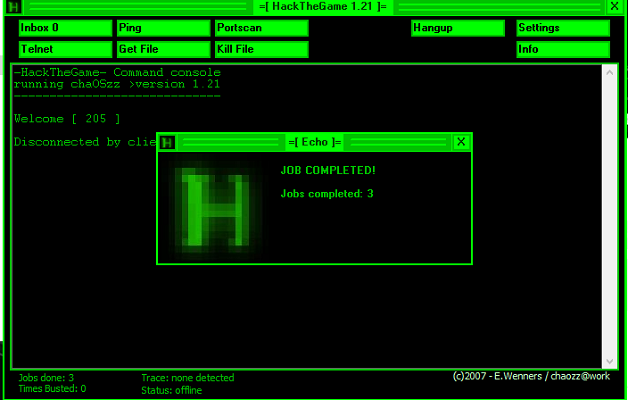 =[ HackTheGame 1.21 ]= X
Inbox 0 Ping Portscan Hangup Settings
Telnet Get File Kill File Info
-HackTheGame- Command console
running chaOSzz >version 1.21
----------------------------
Welcome [ 205 ]
Disconnected by clie
=[ Echo ]= X
H
JOB COMPLETED!
Jobs completed: 3
Jobs done: 3 Trace: none detected (c)2007 - E.Wenners / chaozz@work
Times Busted: 0 Status: offline